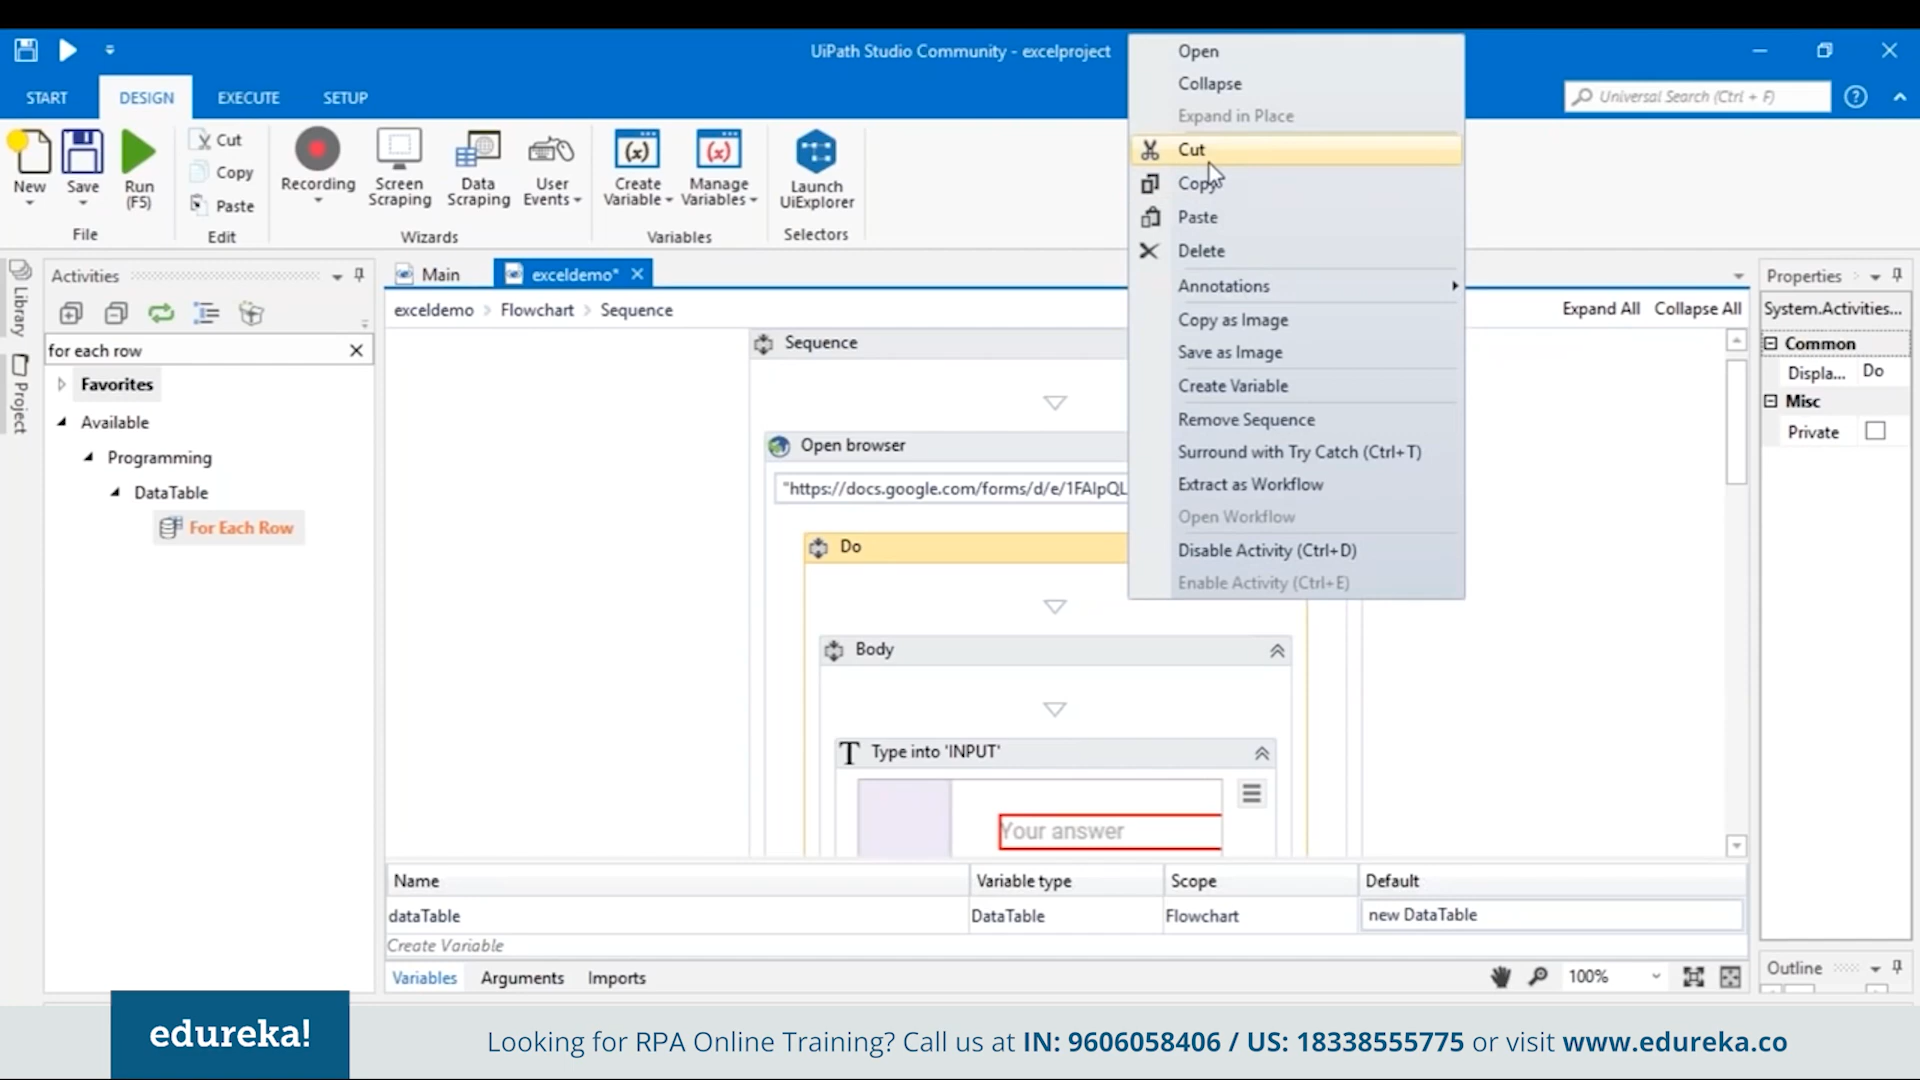 UiPath Studio Community - excelproject
START
DESIGN
EXECUTE
SETUP
Universal Search (Ctrl + F)
New
Save
Run
(F5)
Cut
Copy
Paste
File
Edit
Recording
Screen
Scraping
Data
Scraping
User
Events
Wizards
Create
Variable
Manage
Variables
Variables
Launch
UiExplorer
Selectors
Open
Collapse
Expand in Place
Cut
Copy
Paste
Delete
Annotations
Copy as Image
Save as Image
Create Variable
Remove Sequence
Surround with Try Catch (Ctrl+T)
Extract as Workflow
Open Workflow
Disable Activity (Ctrl+D)
Enable Activity (Ctrl+E)
Library
Project
Activities
for each row
Favorites
Available
Programming
DataTable
For Each Row
Main
exceldemo*
exceldemo > Flowchart > Sequence
Expand All
Collapse All
Sequence
Open browser
"https://docs.google.com/forms/d/e/1FAIpQL
Do
Body
T Type into 'INPUT'
Your answer
Properties
System.Activities...
Common
Displa... Do
Misc
Private
Name Variable type Scope Default
dataTable DataTable Flowchart new DataTable
Create Variable
Variables Arguments Imports
100%
Outline
edureka!
Looking for RPA Online Training? Call us at IN: 9606058406 / US: 18338555775 or visit www.edureka.co